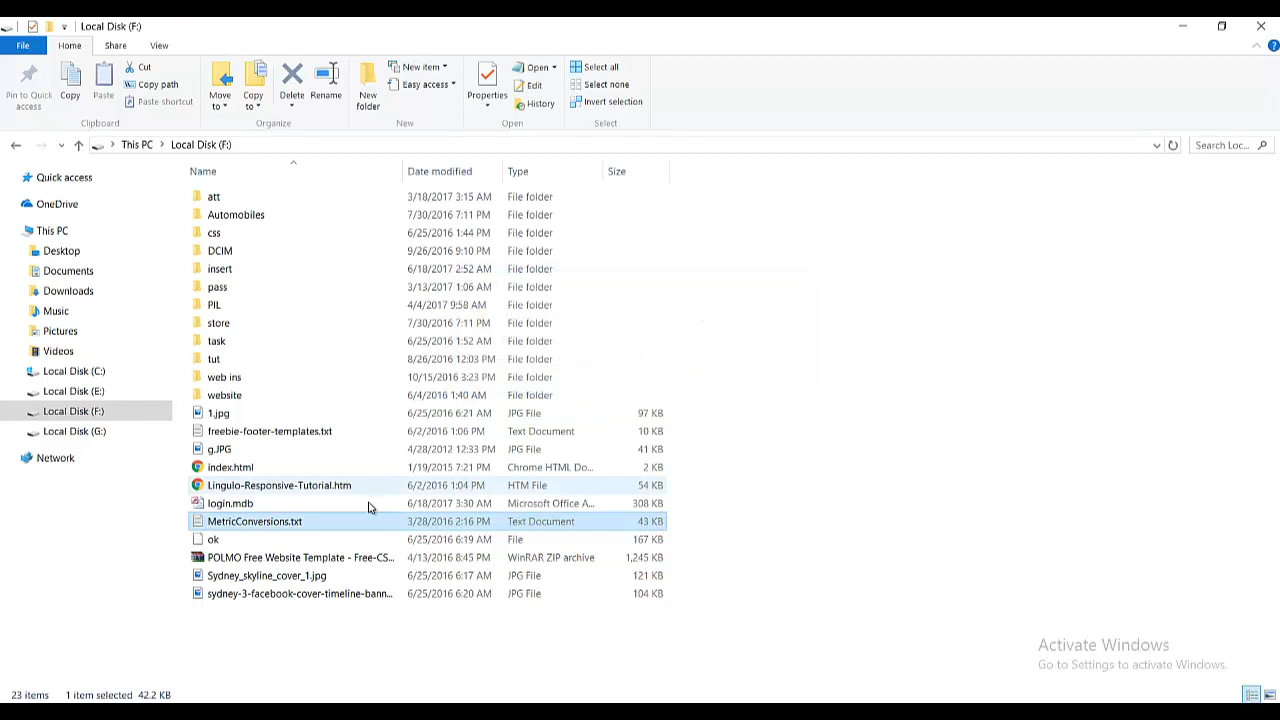 Local Disk (F:)
File Home Share View
Pin to Quick access
Copy
Paste
Cut
Copy path
Paste shortcut
Clipboard
Move to
Copy to
Delete
Rename
Organize
New folder
New item
Easy access
New
Properties
Open
Edit
History
Open
Select all
Select none
Invert selection
Select
This PC Local Disk (F:) Search Loc...
Name Date modified Type Size
Quick access
OneDrive
This PC
Desktop
Documents
Downloads
Music
Pictures
Videos
Local Disk (C:)
Local Disk (E:)
Local Disk (F:)
Local Disk (G:)
Network
att 3/18/2017 3:15 AM File folder
Automobiles 7/30/2016 7:11 PM File folder
css 6/25/2016 1:44 PM File folder
DCIM 9/26/2016 9:10 PM File folder
insert 6/18/2017 2:52 AM File folder
pass 3/13/2017 1:06 AM File folder
PIL 4/4/2017 9:58 AM File folder
store 7/30/2016 7:11 PM File folder
task 6/25/2016 1:52 AM File folder
tut 8/26/2016 12:03 PM File folder
web ins 10/15/2016 3:23 PM File folder
website 6/4/2016 1:40 AM File folder
1.jpg 6/25/2016 6:21 AM JPG File 97 KB
freebie-footer-templates.txt 6/2/2016 1:06 PM Text Document 10 KB
g.JPG 4/28/2012 12:33 PM JPG File 41 KB
index.html 1/19/2015 7:21 PM Chrome HTML Do... 2 KB
Lingulo-Responsive-Tutorial.htm 6/2/2016 1:04 PM HTM File 54 KB
login.mdb 6/18/2017 3:30 AM Microsoft Office A... 308 KB
MetricConversions.txt 3/28/2016 2:16 PM Text Document 43 KB
ok 6/25/2016 6:19 AM File 167 KB
POLMO Free Website Template - Free-CS... 4/13/2016 8:45 PM WinRAR ZIP archive 1,245 KB
Sydney_skyline_cover_1.jpg 6/25/2016 6:17 AM JPG File 121 KB
sydney-3-facebook-cover-timeline-bann... 6/25/2016 6:20 AM JPG File 104 KB
Activate Windows
Go to Settings to activate Windows.
23 items 1 item selected 42.2 KB